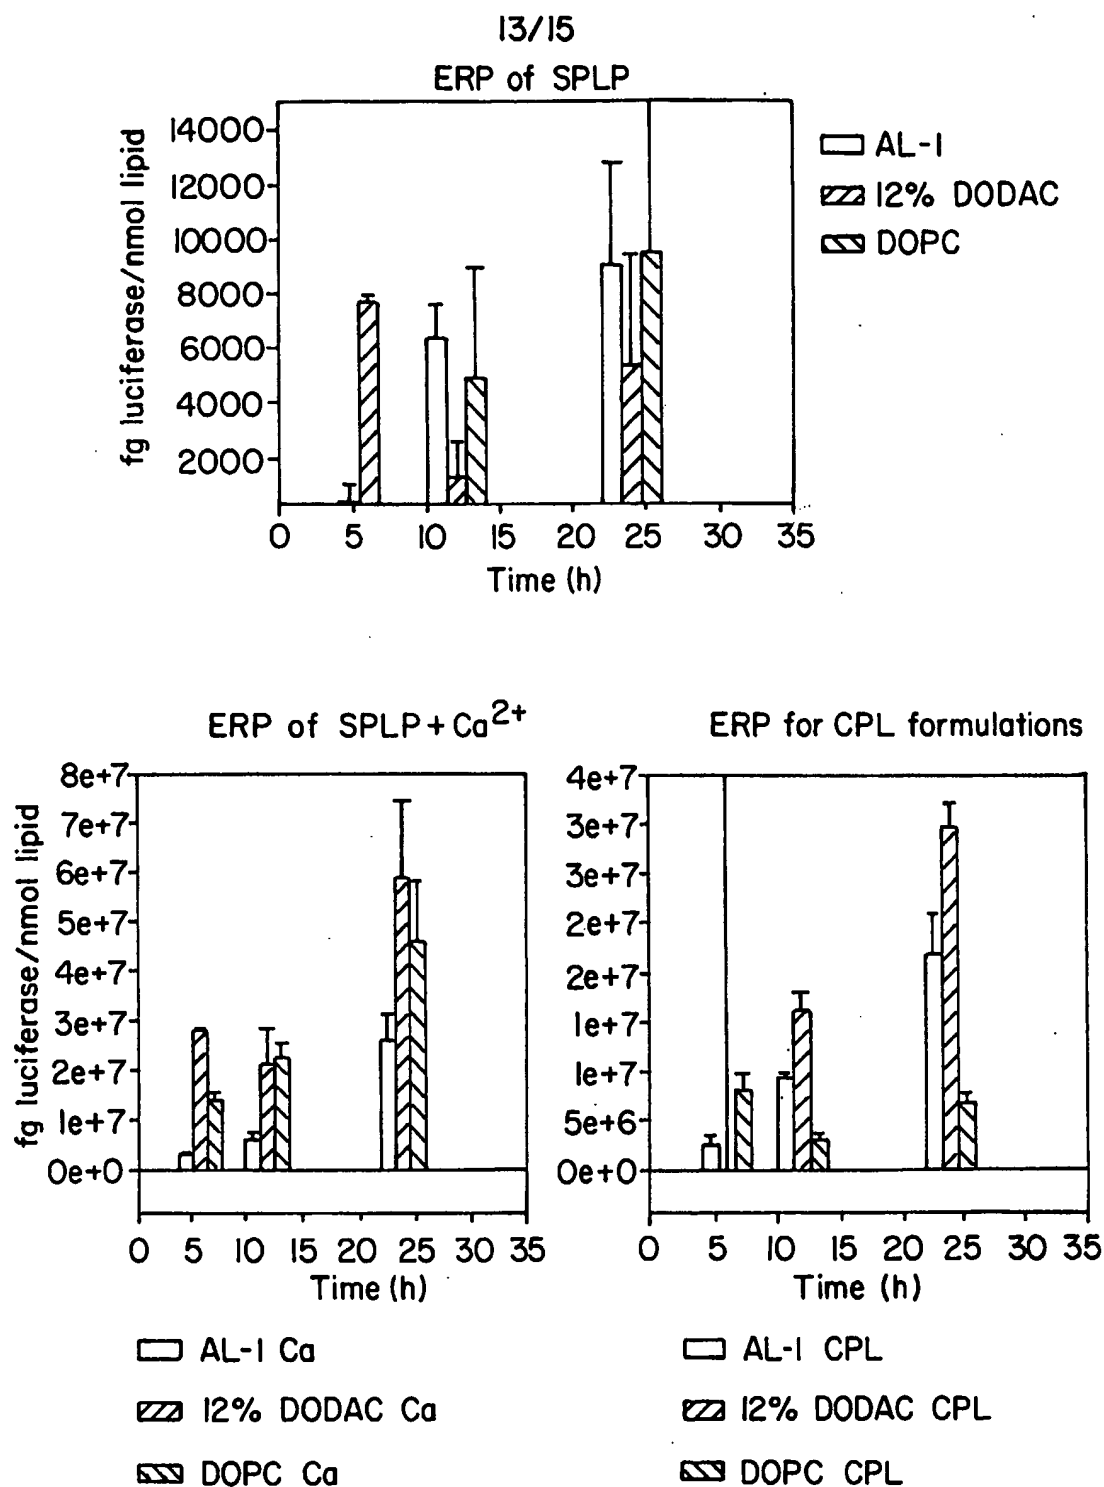 13/15
ERP of SPLP
fg luciferase/nmol lipid
14000
12000
10000
8000
6000
4000
2000
0 5 10 15 20 25 30 35
Time (h)
AL-1
12% DODAC
DOPC
ERP of SPLP + Ca2+
fg luciferase/nmol lipid
8e+7
7e+7
6e+7
5e+7
4e+7
3e+7
2e+7
1e+7
0e+0
0 5 10 15 20 25 30 35
Time (h)
AL-1 Ca
12% DODAC Ca
DOPC Ca
ERP for CPL formulations
4e+7
3e+7
3e+7
2e+7
2e+7
1e+7
1e+7
5e+6
0e+0
0 5 10 15 20 25 30 35
Time (h)
AL-1 CPL
12% DODAC CPL
DOPC CPL